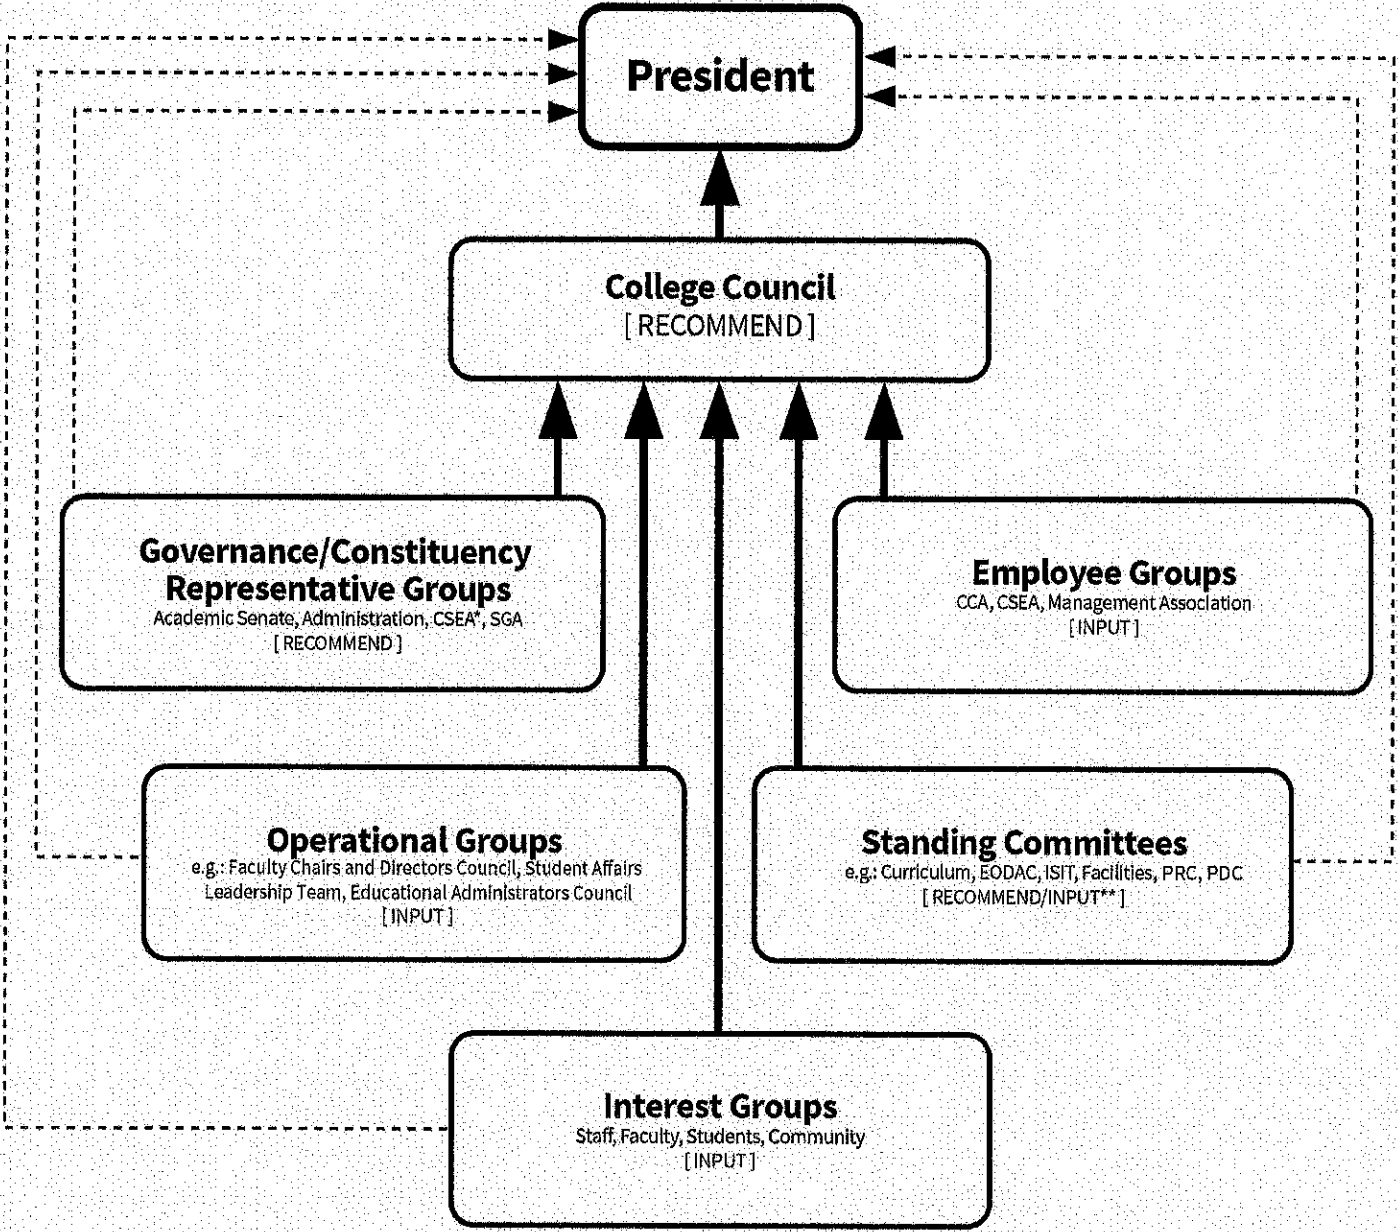 President
College Council
[ RECOMMEND ]
Governance/Constituency
Representative Groups
Academic Senate, Administration, CSEA*, SGA
[ RECOMMEND ]
Employee Groups
CCA, CSEA, Management Association
[ INPUT ]
Operational Groups
e.g.: Faculty Chairs and Directors Council, Student Affairs
Leadership Team, Educational Administrators Council
[ INPUT ]
Standing Committees
e.g.: Curriculum, EODAC, ISIT, Facilities, PRC, PDC
[ RECOMMEND/INPUT** ]
Interest Groups
Staff, Faculty, Students, Community
[ INPUT ]